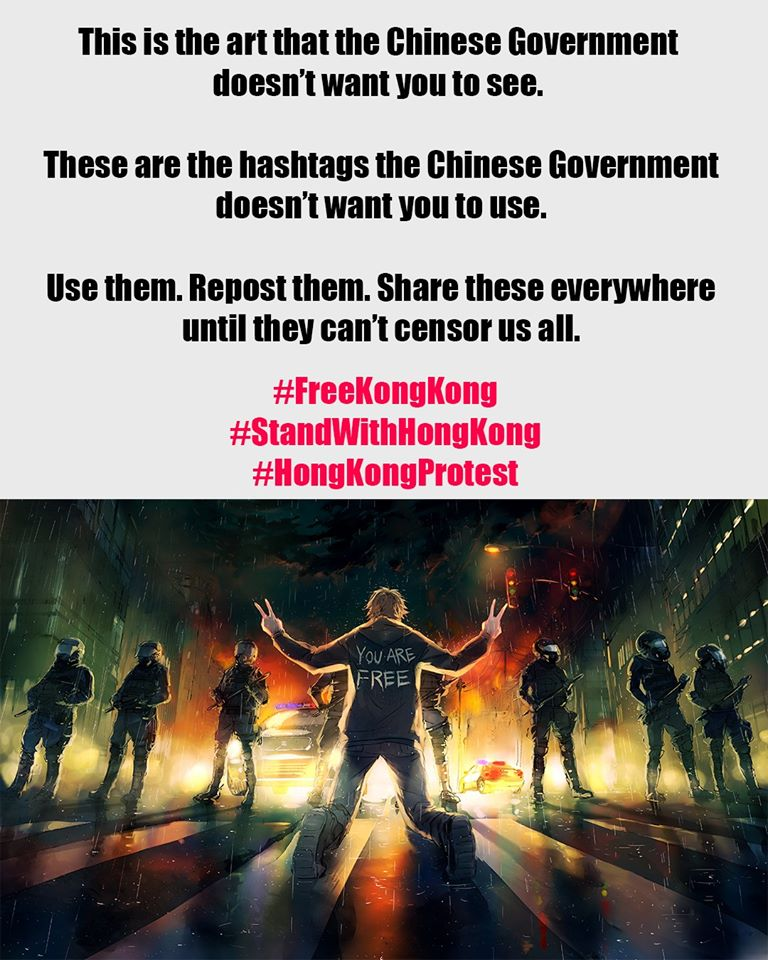 This is the art that the Chinese Government
doesn't want you to see.
These are the hashtags the Chinese Government
doesn't want you to use.
Use them. Repost them. Share these everywhere
until they can't censor us all.
#FreeKongKong
#StandWithHongKong
#HongKongProtest
YOU ARE
FREE